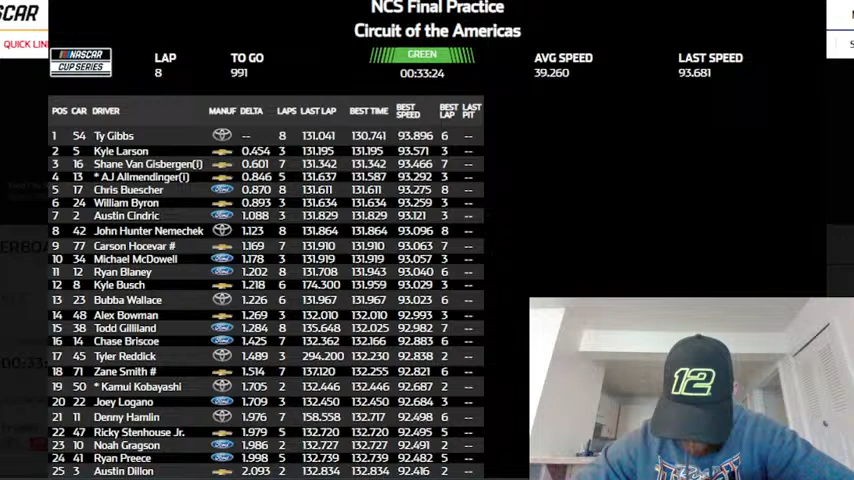 NCS Final Practice
CAR
Circuit of the Americas
QUICK LIN
NASCAR
CUP SERIES
LAP
8
TO GO
991
GREEN
00:33:24
AVG SPEED
39.260
LAST SPEED
93.681
POS CAR DRIVER MANUF DELTA LAPS LAST LAP BEST TIME BEST SPEED BEST LAP LAST PIT
1 54 Ty Gibbs -- 8 131.041 130.741 93.896 6 --
2 5 Kyle Larson 0.454 3 131.195 131.195 93.571 3 --
3 16 Shane Van Gisbergen(i) 0.601 7 131.342 131.342 93.466 7 --
4 13 * AJ Allmendinger(i) 0.846 5 131.637 131.587 93.292 3 --
5 17 Chris Buescher Ford 0.870 8 131.611 131.611 93.275 8 --
6 24 William Byron 0.893 3 131.634 131.634 93.259 3 --
7 2 Austin Cindric Ford 1.088 3 131.829 131.829 93.121 3 --
8 42 John Hunter Nemechek 1.123 8 131.864 131.864 93.096 8 --
9 77 Carson Hocevar # 1.169 7 131.910 131.910 93.063 7 --
10 34 Michael McDowell Ford 1.178 3 131.919 131.919 93.057 3 --
11 12 Ryan Blaney Ford 1.202 8 131.708 131.943 93.040 6 --
12 8 Kyle Busch 1.218 6 174.300 131.959 93.029 3 --
13 23 Bubba Wallace 1.226 6 131.967 131.967 93.023 6 --
14 48 Alex Bowman 1.269 3 132.010 132.010 92.993 3 --
15 38 Todd Gilliland Ford 1.284 8 135.648 132.025 92.982 7 --
16 14 Chase Briscoe Ford 1.425 7 132.362 132.166 92.883 6 --
17 45 Tyler Reddick 1.489 3 294.200 132.230 92.838 2 --
18 71 Zane Smith # 1.514 7 137.120 132.255 92.821 6 --
19 50 * Kamui Kobayashi 1.705 2 132.446 132.446 92.687 2 --
20 22 Joey Logano Ford 1.709 3 132.450 132.450 92.684 3 --
21 11 Denny Hamlin 1.976 7 158.558 132.717 92.498 6 --
22 47 Ricky Stenhouse Jr. 1.979 5 132.720 132.720 92.495 5 --
23 10 Noah Gragson Ford 1.986 2 132.727 132.727 92.491 2 --
24 41 Ryan Preece Ford 1.998 5 132.739 132.739 92.482 5 --
25 3 Austin Dillon 2.093 2 132.834 132.834 92.416 2 --
12